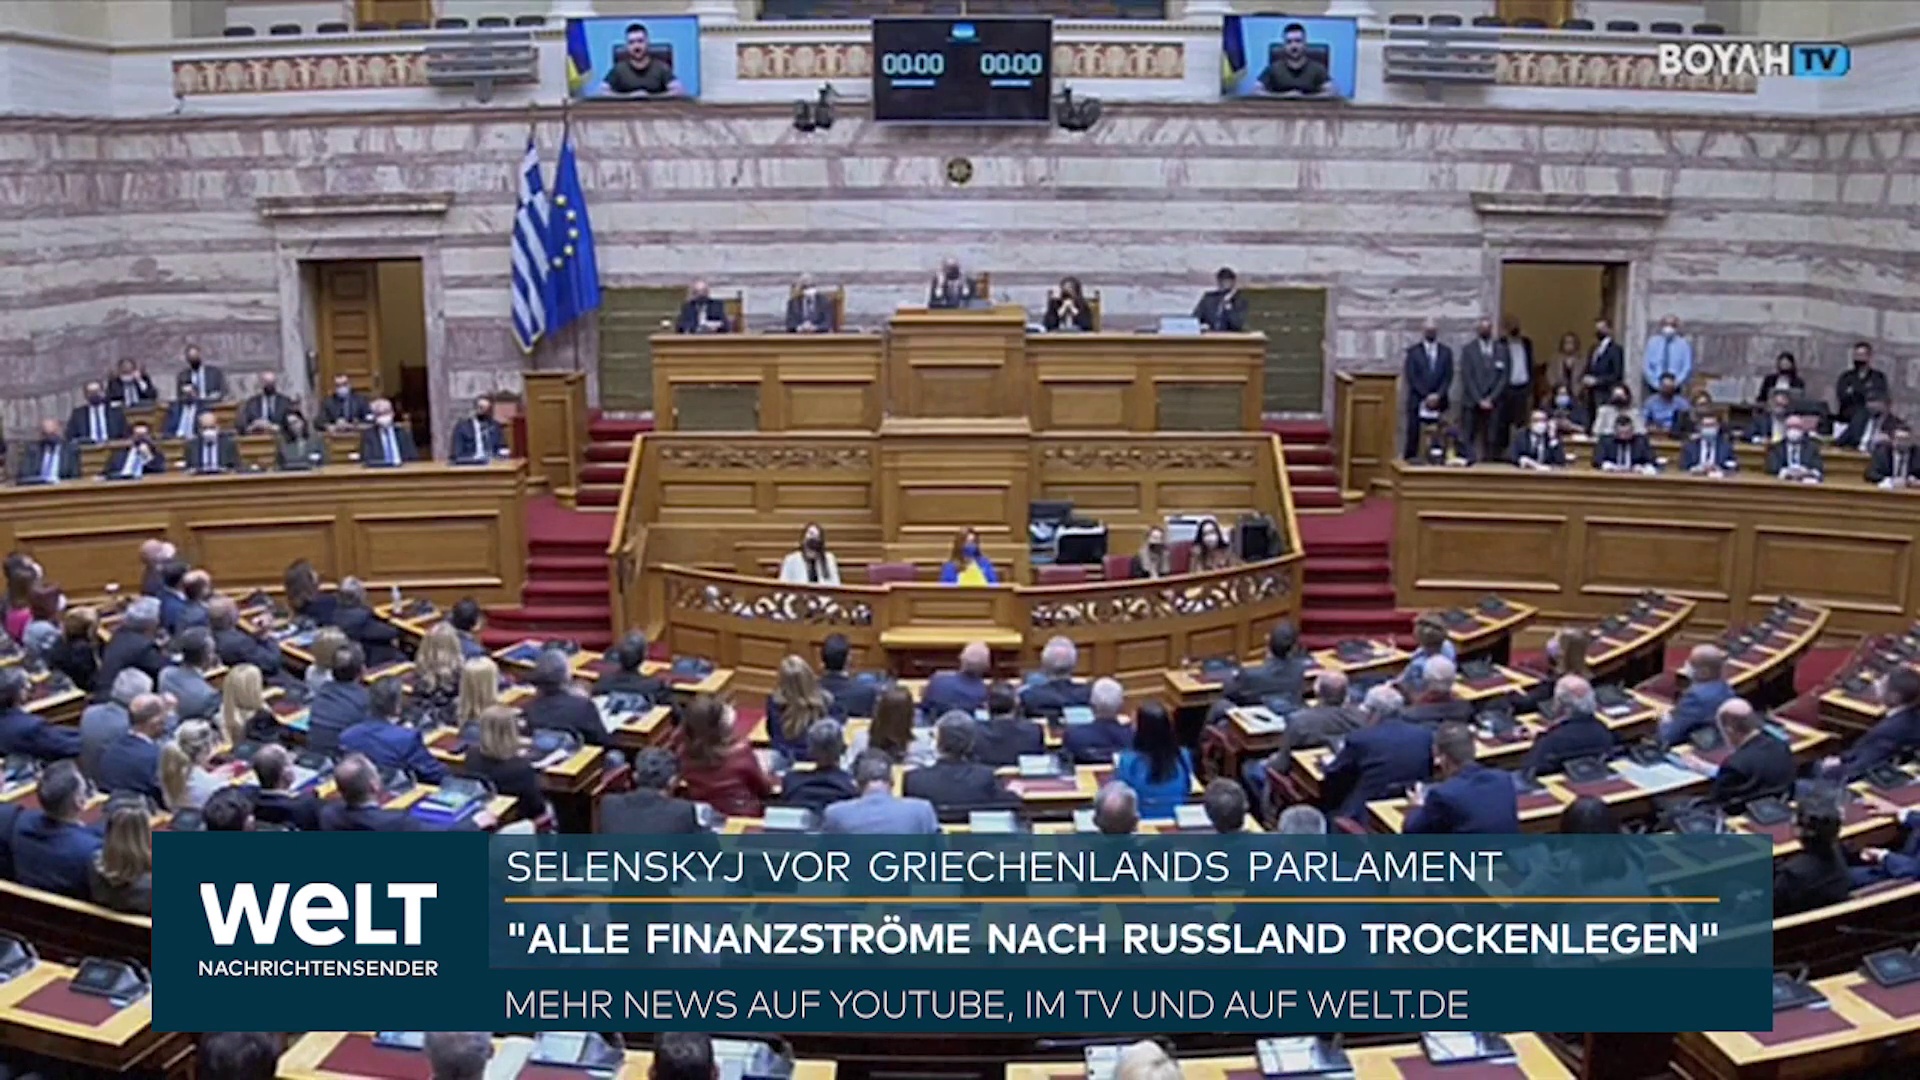 BOYΛH TV
00:00 00:00
welt
NACHRICHTENSENDER
SELENSKYJ VOR GRIECHENLANDS PARLAMENT
"ALLE FINANZSTRÖME NACH RUSSLAND TROCKENLEGEN"
MEHR NEWS AUF YOUTUBE, IM TV UND AUF WELT.DE